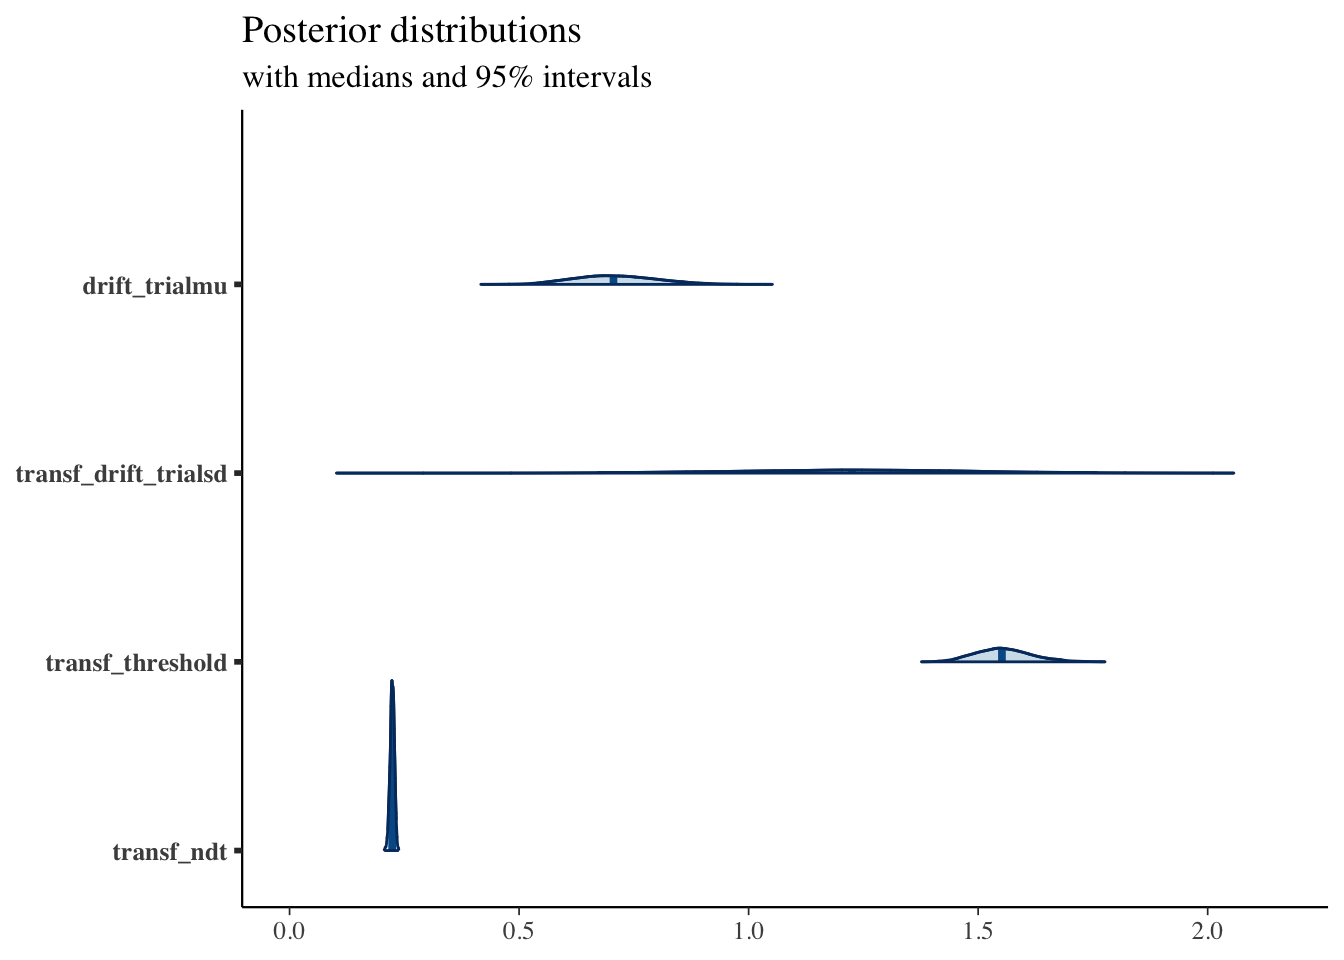 Posterior distributions
with medians and 95% intervals
drift_trialmu
transf_drift_trialsd
transf_threshold
transf_ndt
0.0 0.5 1.0 1.5 2.0